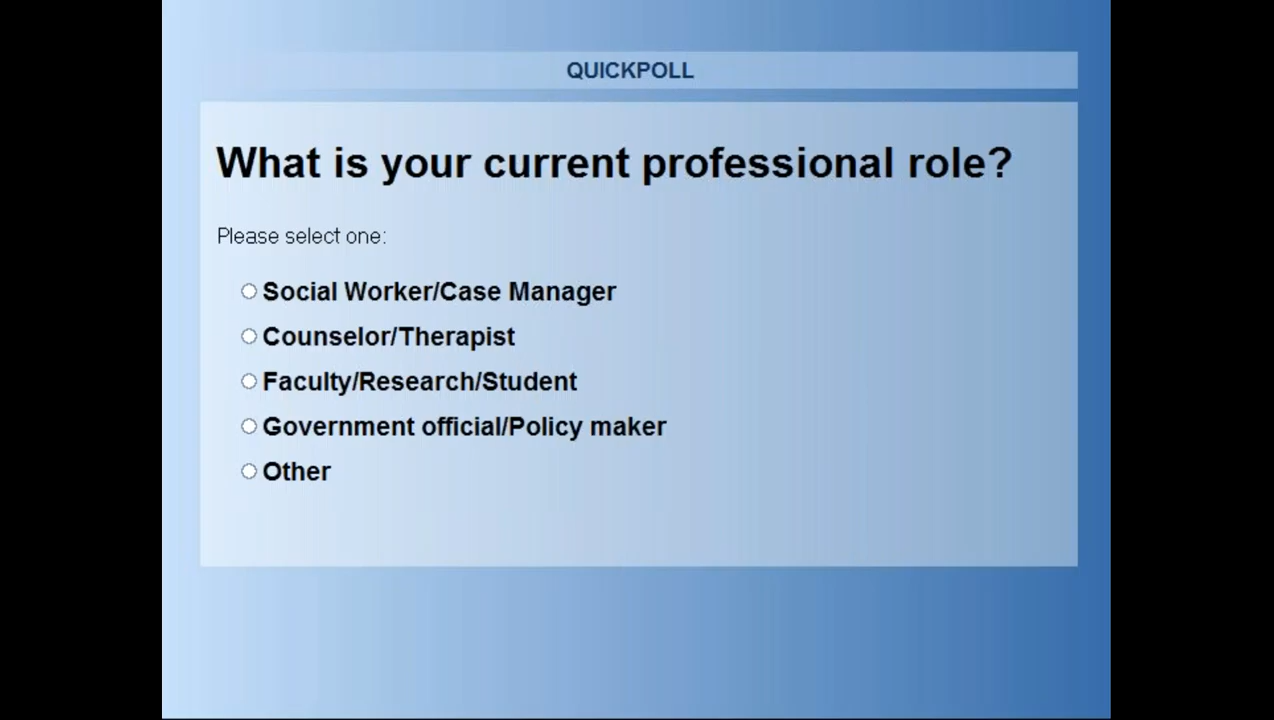 QUICKPOLL
What is your current professional role?
Please select one:
Social Worker/Case Manager
Counselor/Therapist
Faculty/Research/Student
Government official/Policy maker
Other